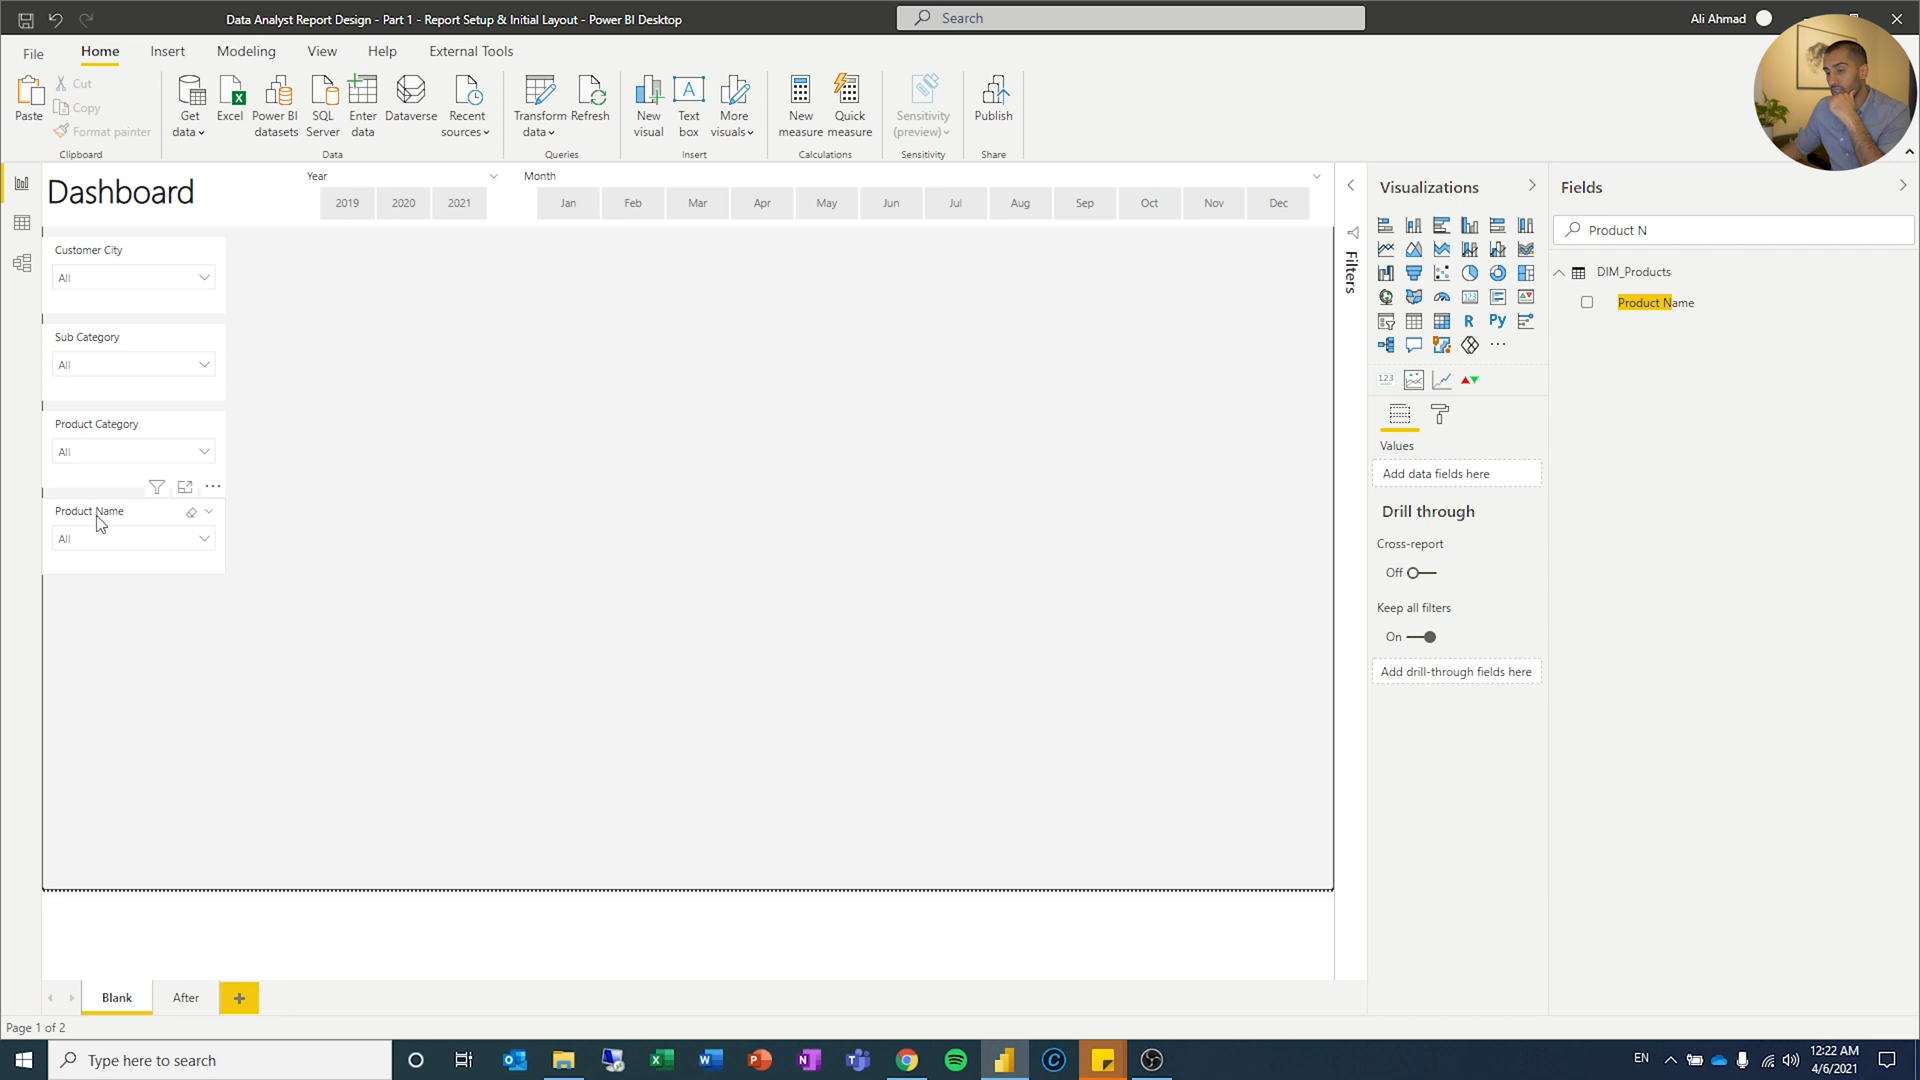 Data Analyst Report Design - Part 1 - Report Setup & Initial Layout - Power BI Desktop
Search
Ali Ahmad
File
Home
Insert
Modeling
View
Help
External Tools
Paste
Cut
Copy
Format painter
Clipboard
Get data
Excel
Power BI datasets
SQL Server
Enter data
Dataverse
Recent sources
Data
Transform data
Refresh
Queries
New visual
Text box
More visuals
Insert
New measure
Quick measure
Calculations
Sensitivity (preview)
Sensitivity
Publish
Share
Dashboard
Year
2019
2020
2021
Month
Jan
Feb
Mar
Apr
May
Jun
Jul
Aug
Sep
Oct
Nov
Dec
Customer City
All
Sub Category
All
Product Category
All
Product Name
All
Filters
Visualizations
123
R
Py
123
Values
Add data fields here
Drill through
Cross-report
Off
Keep all filters
On
Add drill-through fields here
Fields
Product N
DIM_Products
Product Name
Blank
After
Page 1 of 2
Type here to search
EN
12:22 AM
4/6/2021